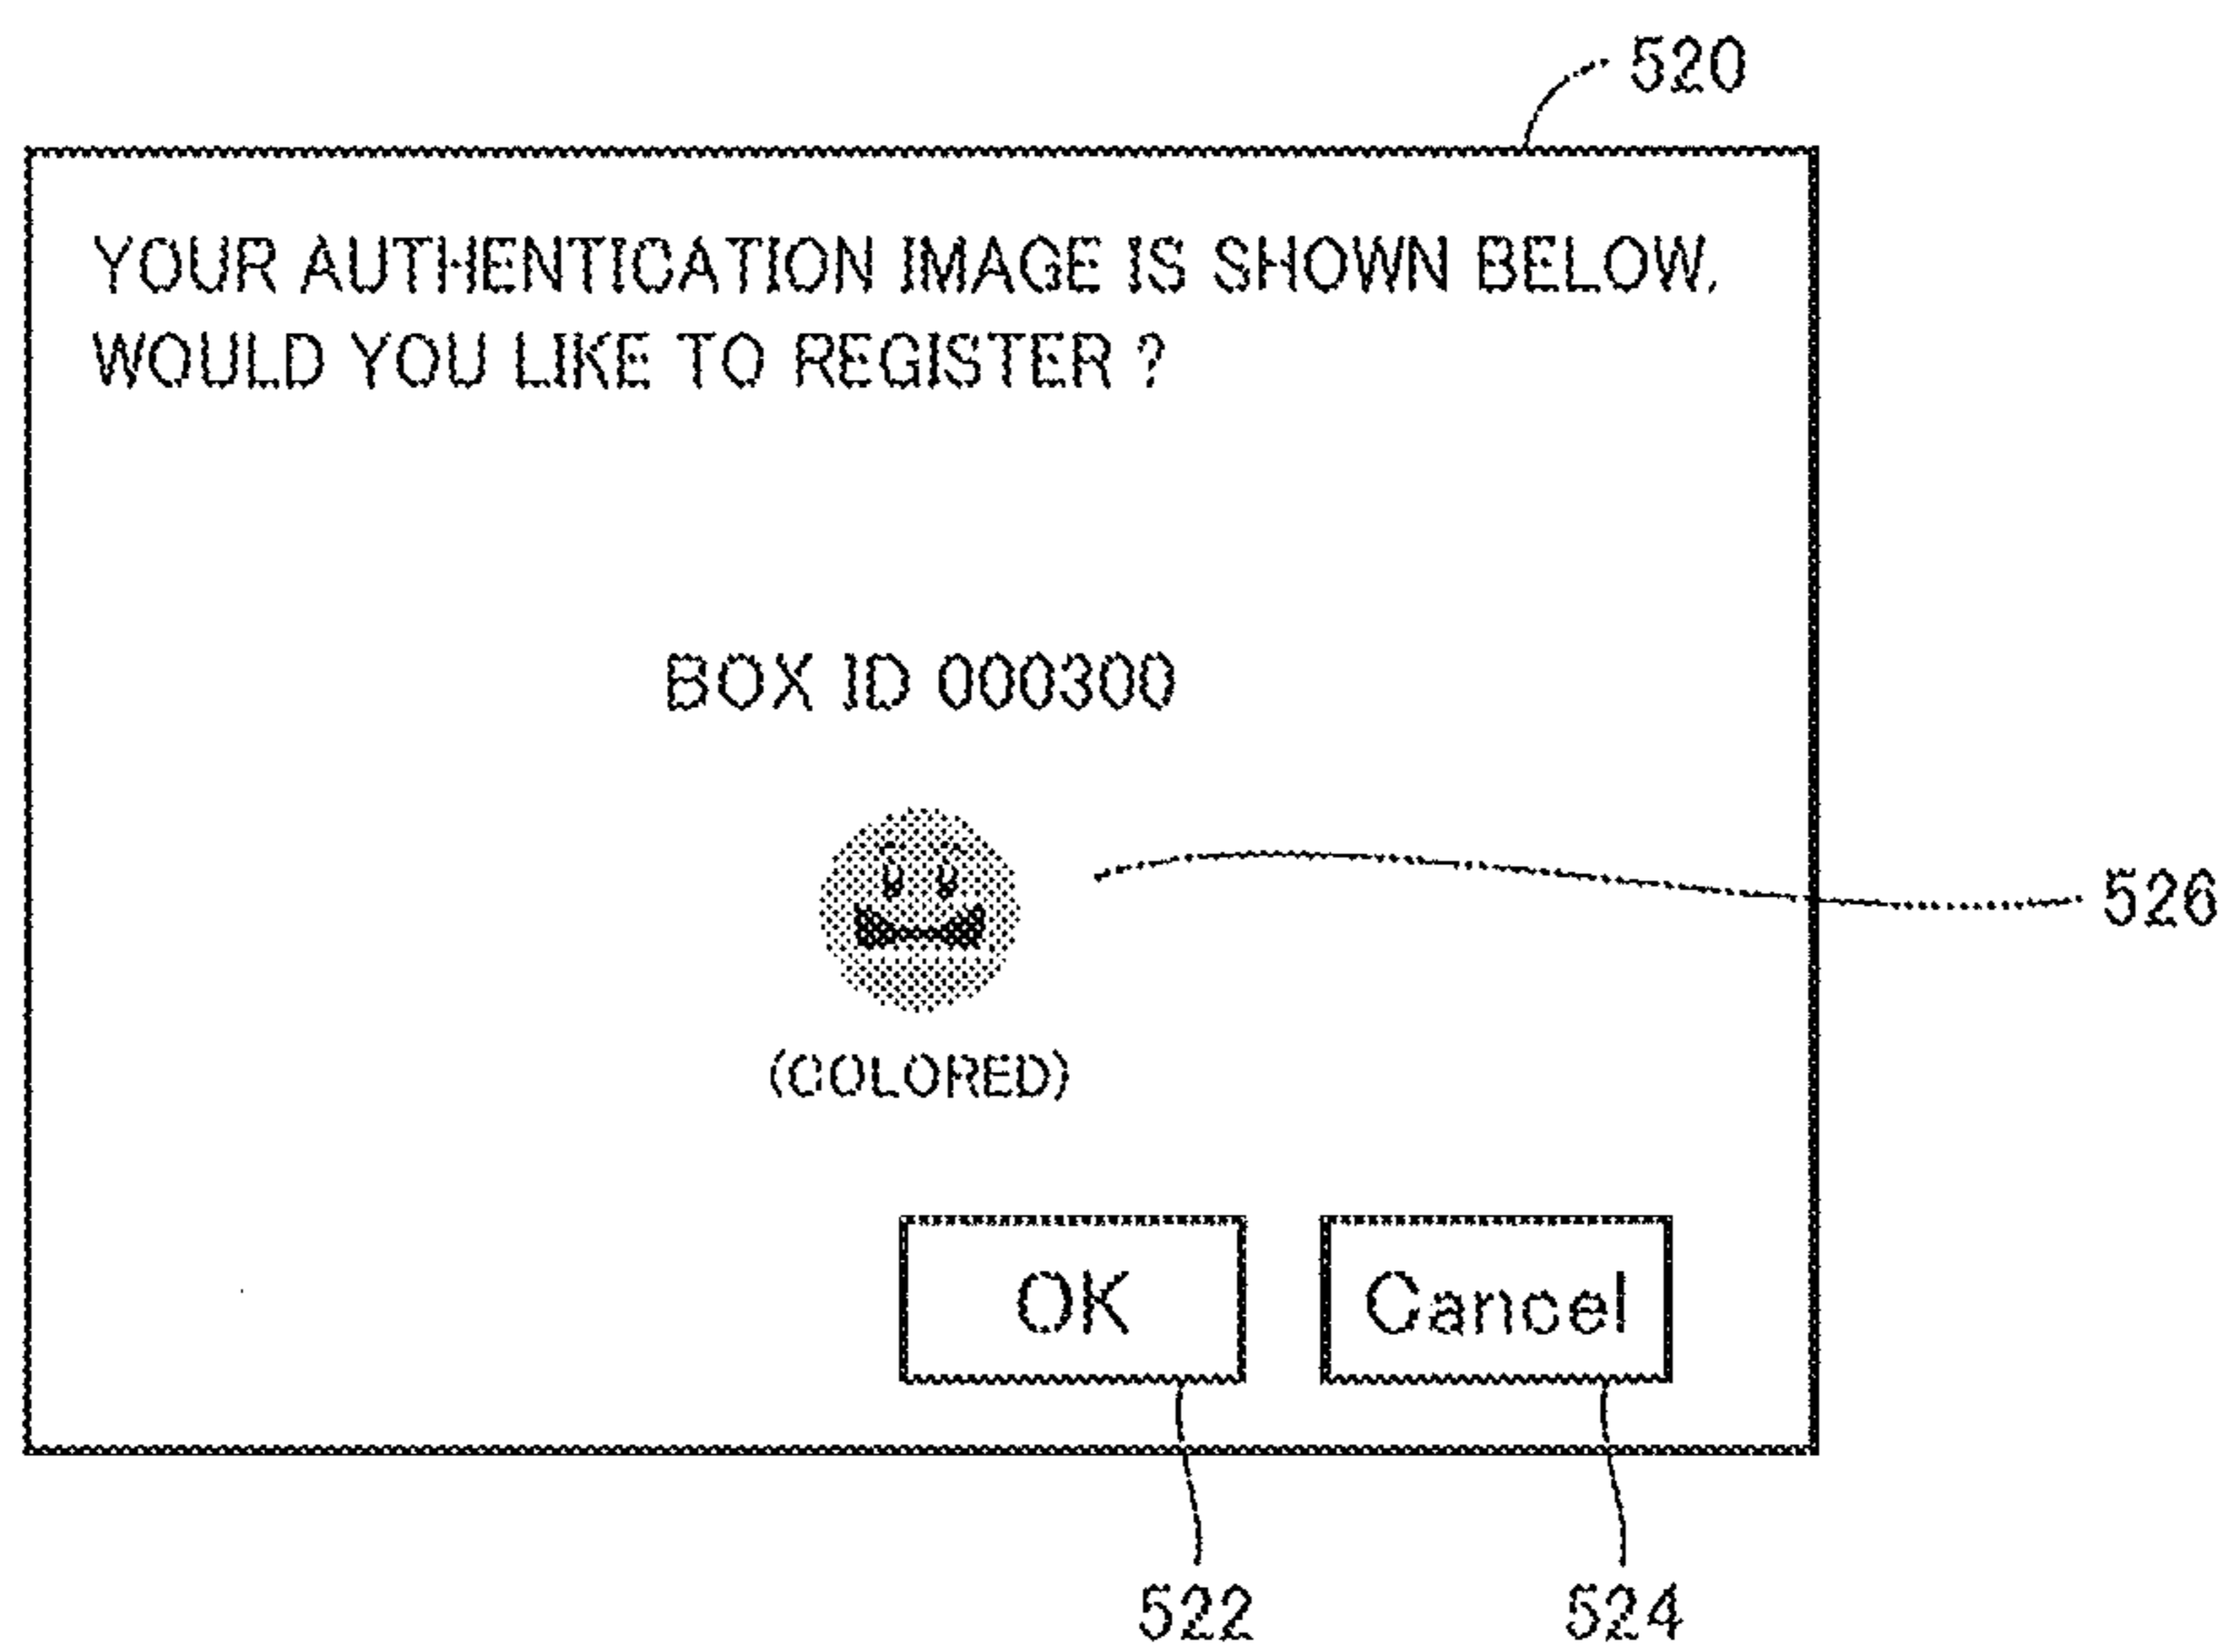 520
YOUR AUTHENTICATION IMAGE IS SHOWN BELOW.
WOULD YOU LIKE TO REGISTER ?
BOX ID 000300
526
(COLORED)
OK Cancel
522 524